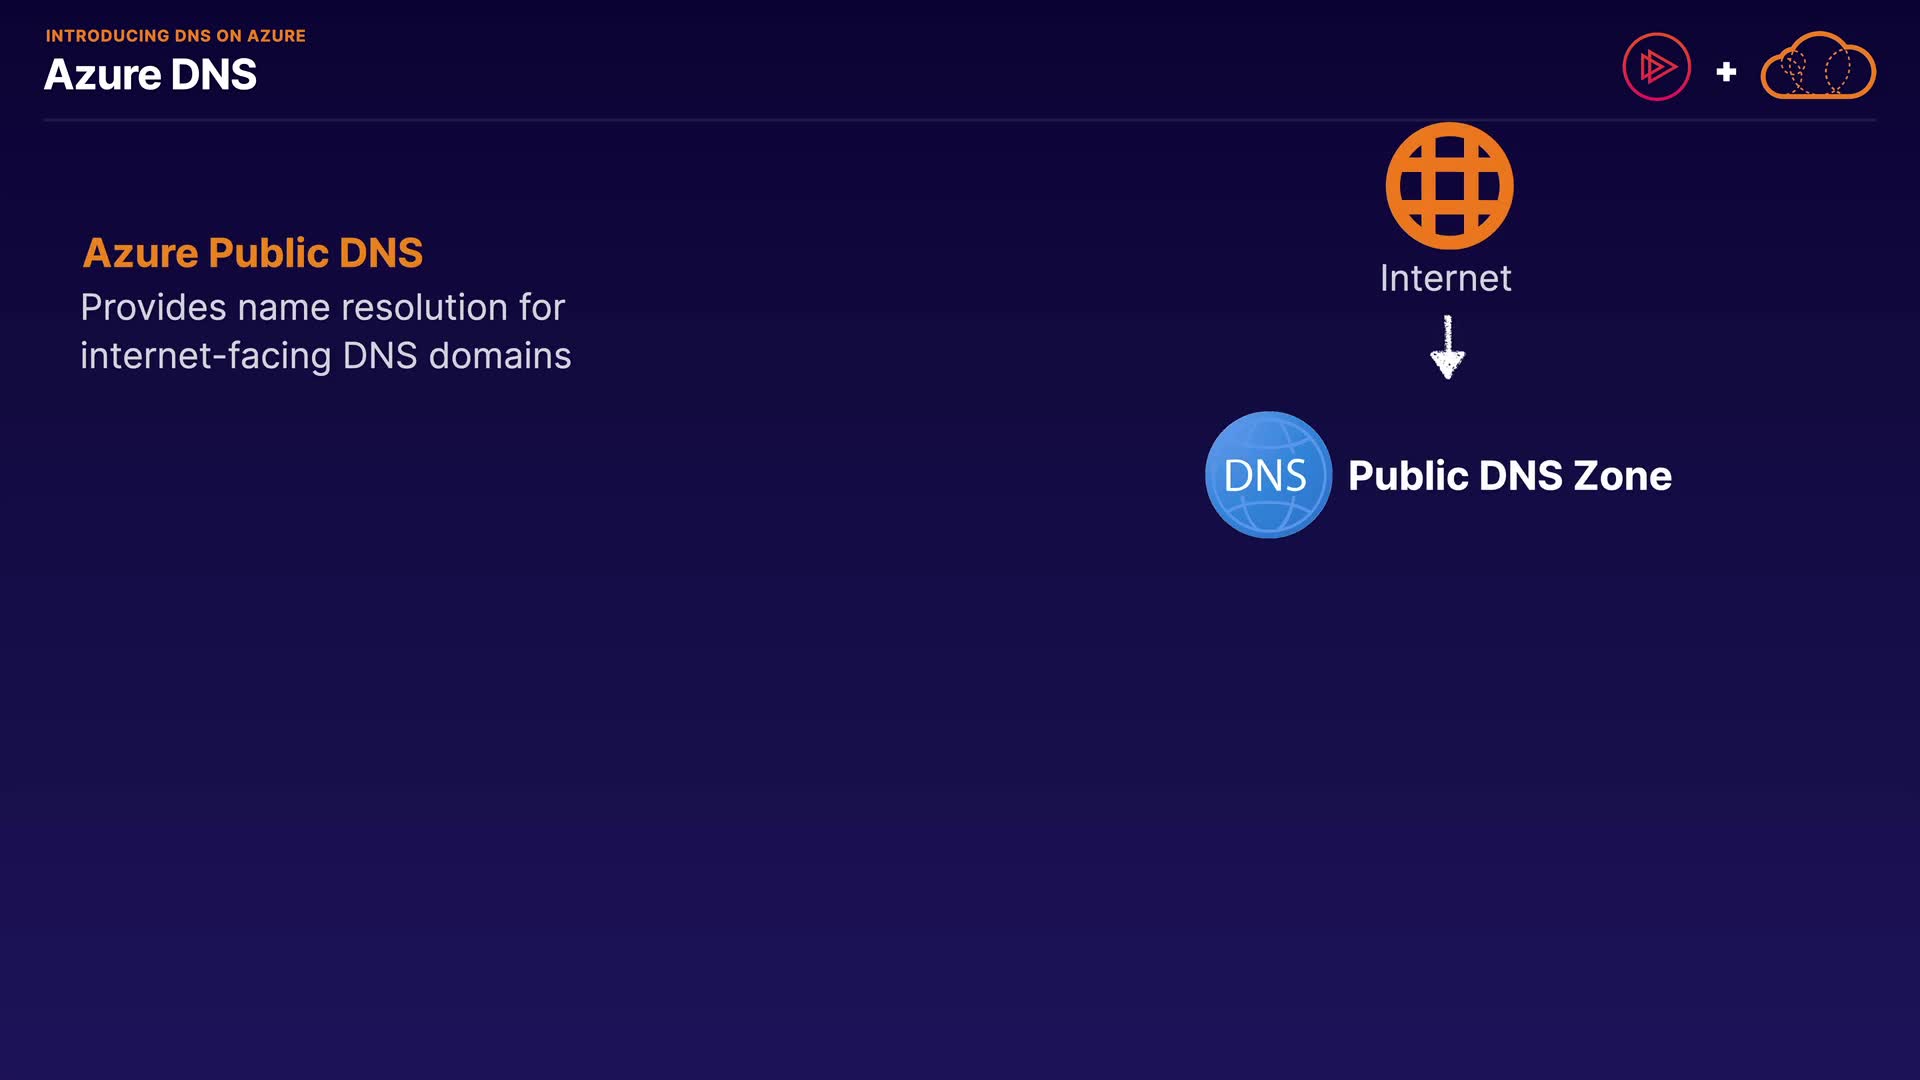 INTRODUCING DNS ON AZURE
Azure DNS
Azure Public DNS
Provides name resolution for
internet-facing DNS domains
Internet
DNS
Public DNS Zone